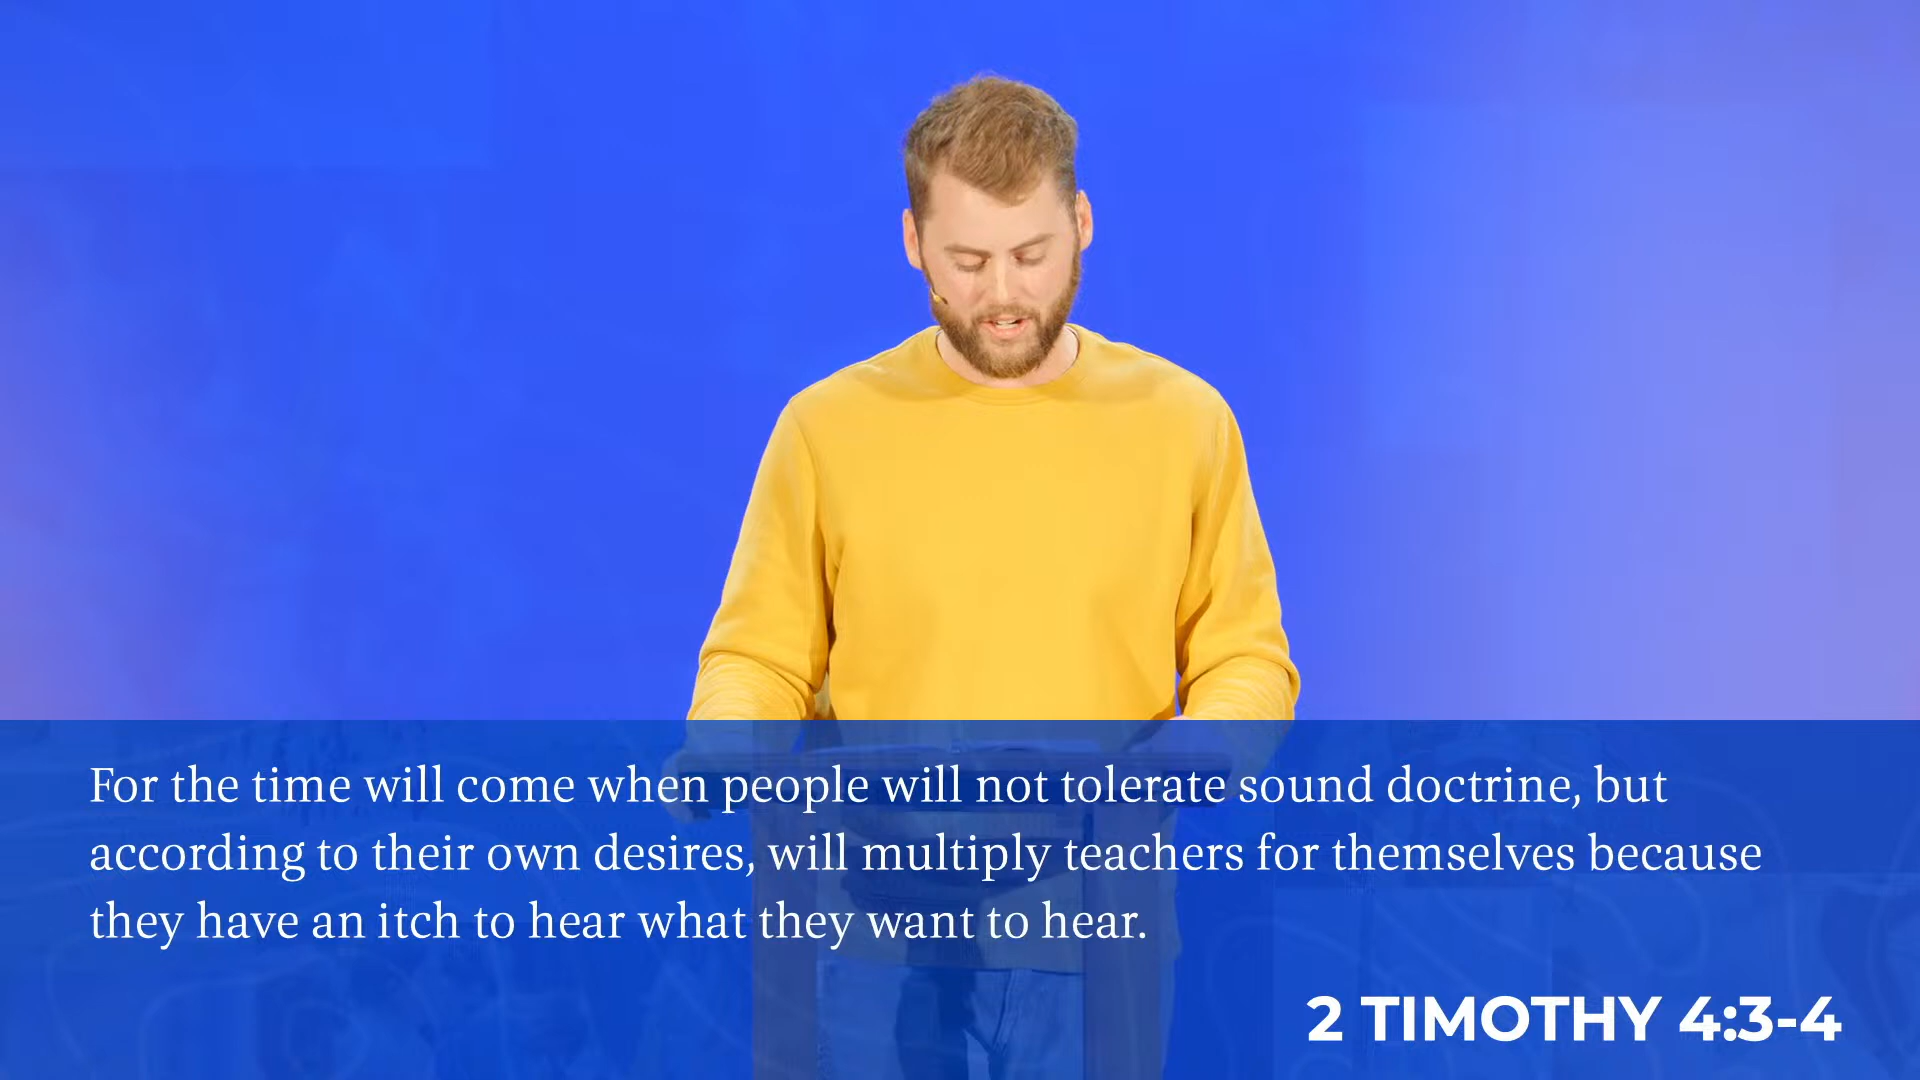 For the time will come when people will not tolerate sound doctrine, but
according to their own desires, will multiply teachers for themselves because
they have an itch to hear what they want to hear.
2 TIMOTHY 4:3-4